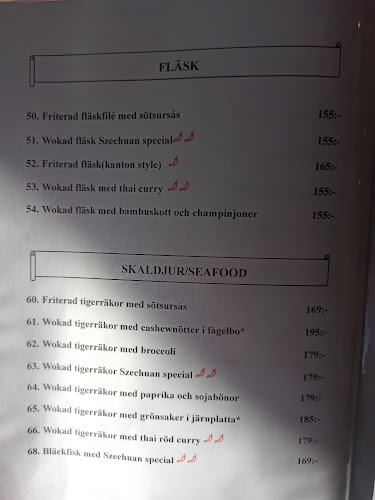 FLÄSK
50. Friterad fläskfilé med sötsursås 155:-
51. Wokad fläsk Szechuan special 155:-
52. Friterad fläsk(kanton style) 165:-
53. Wokad fläsk med thai curry 155:-
54. Wokad fläsk med bambuskott och champinjoner 155:-
SKALDJUR/SEAFOOD
60. Friterad tigerräkor med sötsursås 169:-
61. Wokad tigerräkor med cashewnötter i fågelbo* 195:-
62. Wokad tigerräkor med broccoli 179:-
63. Wokad tigerräkor Szechuan special 179:-
64. Wokad tigerräkor med paprika och sojabönor 179:-
65. Wokad tigerräkor med grönsaker i järnplatta* 185:-
66. Wokad tigerräkor med thai röd curry 179:-
68. Bläckfisk med Szechuan special 169:-